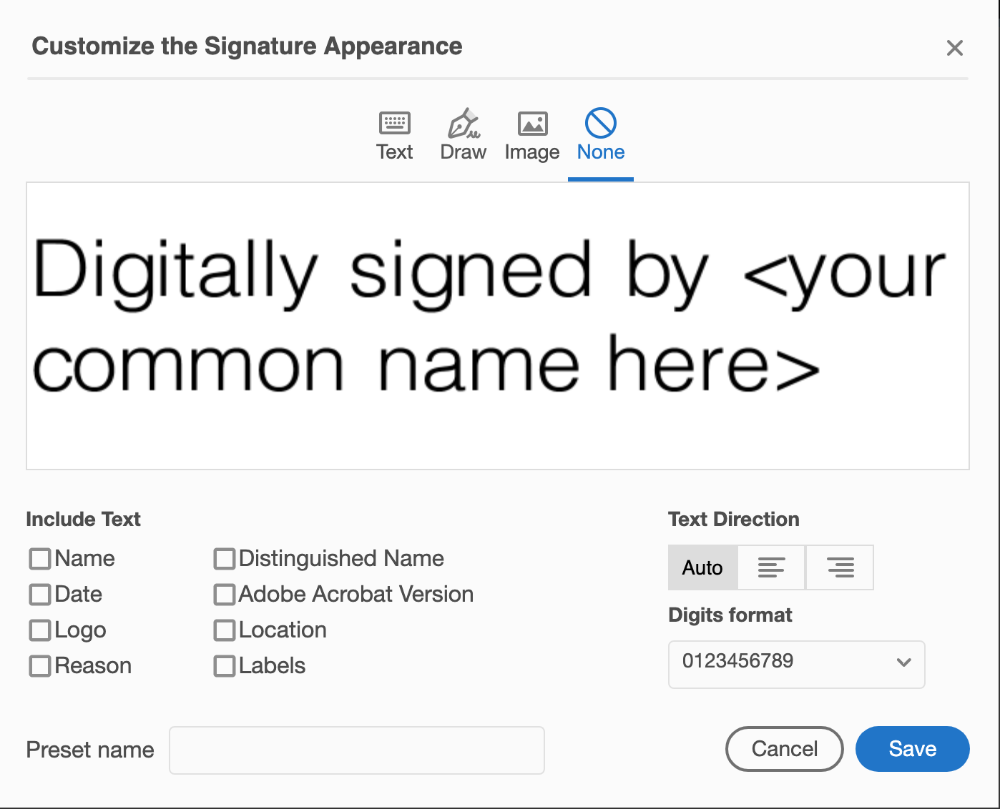 Customize the Signature Appearance
Text Draw Image None
Digitally signed by <your
common name here>
Include Text
Name Distinguished Name
Date Adobe Acrobat Version
Logo Location
Reason Labels
Text Direction
Auto
Digits format
0123456789
Preset name
Cancel Save